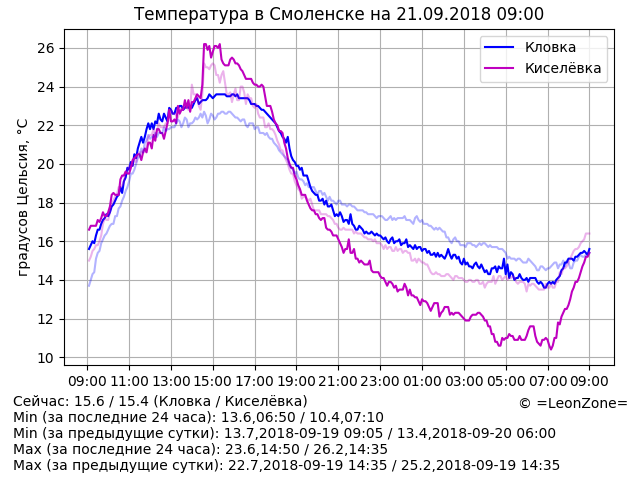 Температура в Смоленске на 21.09.2018 09:00
Кловка
Киселёвка
градусов Цельсия, °C
26
24
22
20
18
16
14
12
10
09:00 11:00 13:00 15:00 17:00 19:00 21:00 23:00 01:00 03:00 05:00 07:00 09:00
Сейчас: 15.6 / 15.4 (Кловка / Киселёвка)
© =LeonZone=
Min (за последние 24 часа): 13.6,06:50 / 10.4,07:10
Min (за предыдущие сутки): 13.7,2018-09-19 09:05 / 13.4,2018-09-20 06:00
Max (за последние 24 часа): 23.6,14:50 / 26.2,14:35
Max (за предыдущие сутки): 22.7,2018-09-19 14:35 / 25.2,2018-09-19 14:35